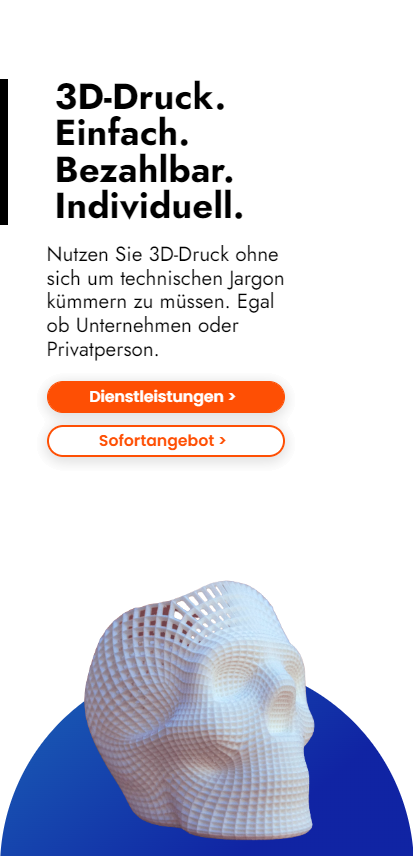 3D-Druck.
Einfach.
Bezahlbar.
Individuell.
Nutzen Sie 3D-Druck ohne
sich um technischen Jargon
kümmern zu müssen. Egal
ob Unternehmen oder
Privatperson.
Dienstleistungen >
Sofortangebot >